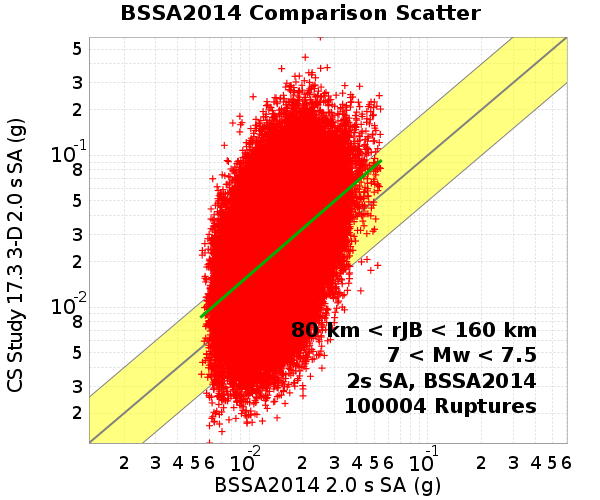 BSSA2014 Comparison Scatter
CS Study 17.3 3-D 2.0 s SA (g)
5
3
2
10^-1
8
5
3
2
10^-2
8
5
3
2
80 km < rJB < 160 km
7 < Mw < 7.5
2s SA, BSSA2014
100004 Ruptures
2 3 4 5 6 10^-2 2 3 4 5 6 10^-1 2 3 4 5 6
BSSA2014 2.0 s SA (g)